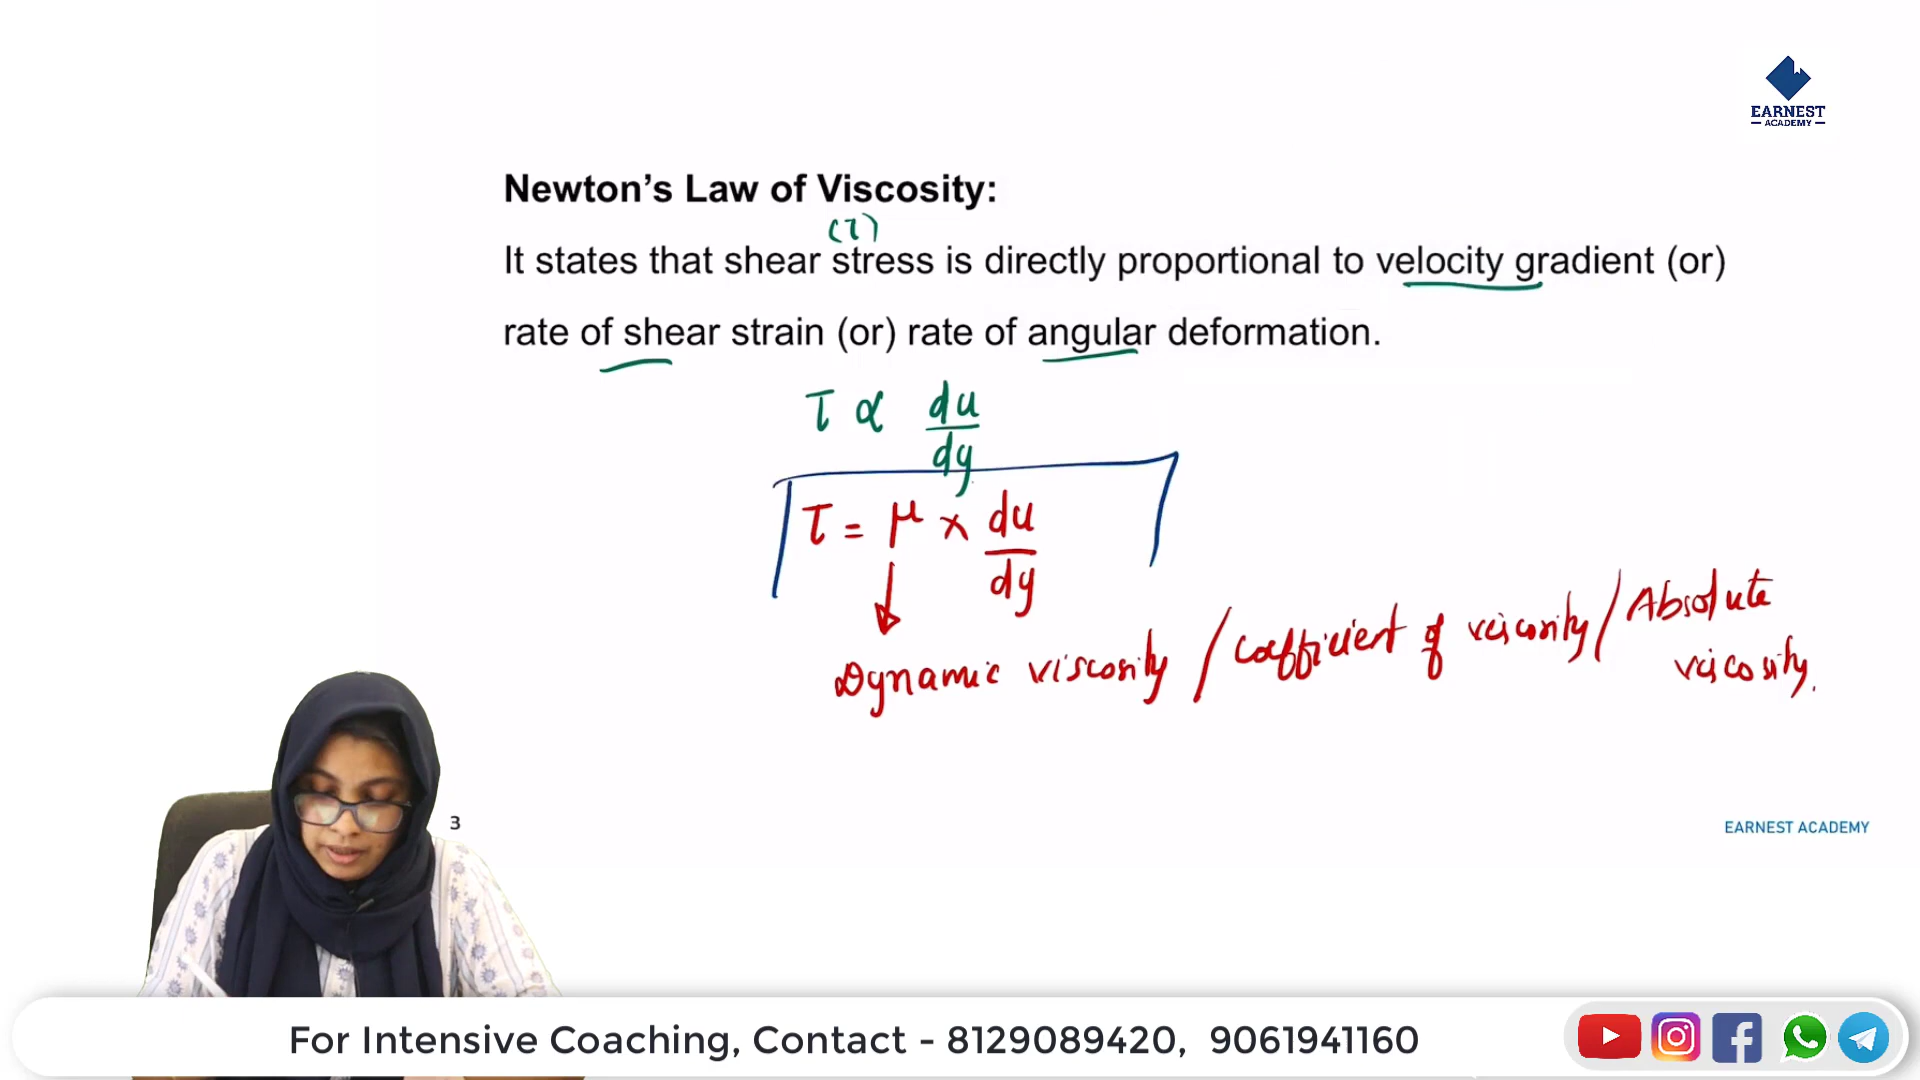 EARNEST
ACADEMY
Newton’s Law of Viscosity:
(τ)
It states that shear stress is directly proportional to velocity gradient (or)
rate of shear strain (or) rate of angular deformation.
τ ∝ du/dy
τ = μ × du/dy
Dynamic viscosity / coefficient of viscosity / Absolute
viscosity.
3
EARNEST ACADEMY
For Intensive Coaching, Contact - 8129089420, 9061941160